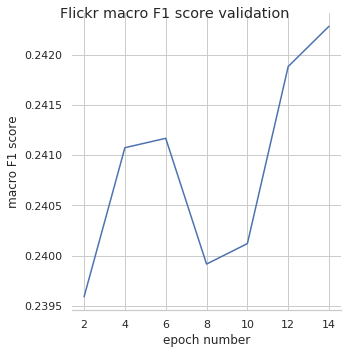 Flickr macro F1 score validation
0.2420
0.2415
0.2410
0.2405
0.2400
0.2395
macro F1 score
2 4 6 8 10 12 14
epoch number